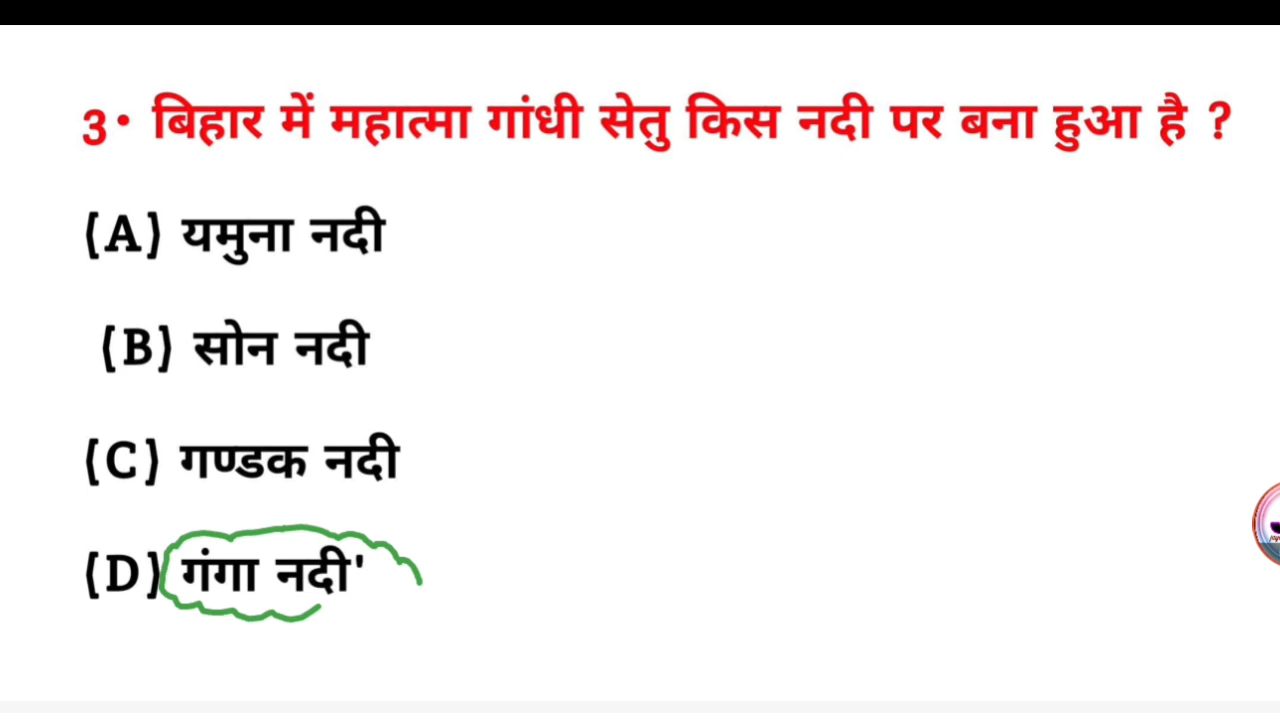 3• बिहार में महात्मा गांधी सेतु किस नदी पर बना हुआ है ?
(A) यमुना नदी
(B) सोन नदी
(C) गण्डक नदी
(D) गंगा नदी'